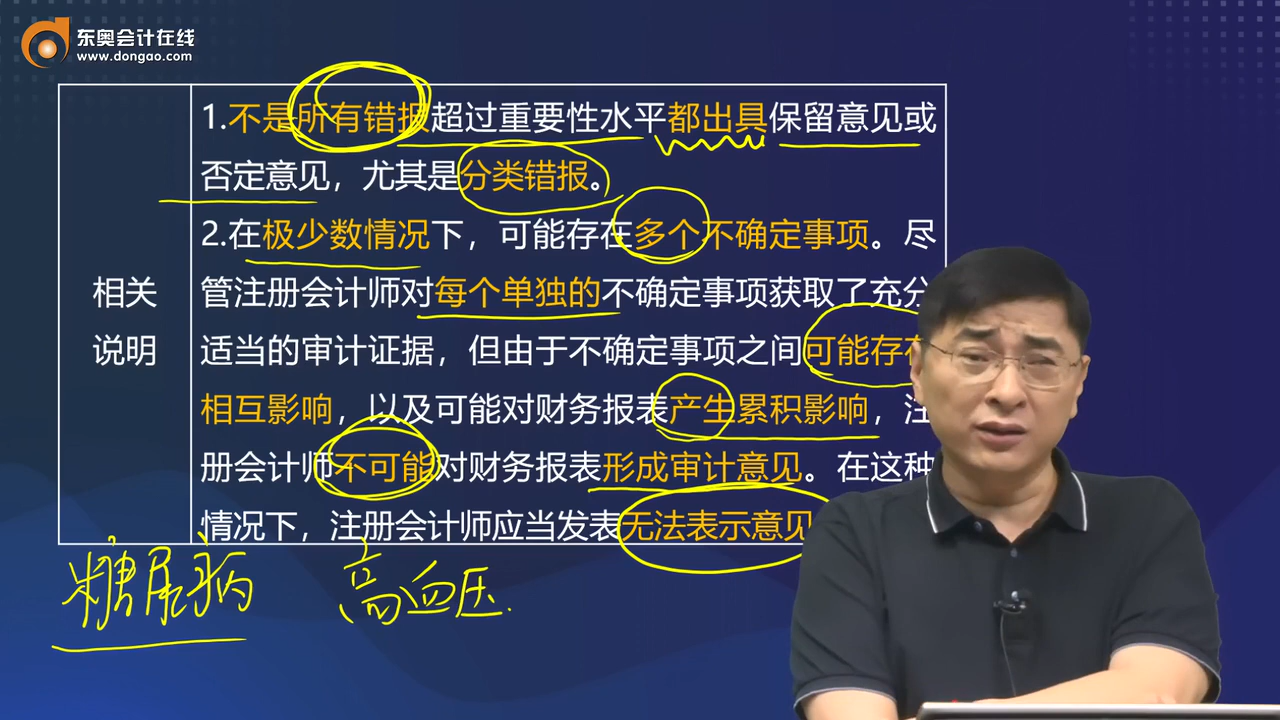 东奥会计在线
www.dongao.com
1.不是所有错报超过重要性水平都出具保留意见或
否定意见，尤其是分类错报。
2.在极少数情况下，可能存在多个不确定事项。尽
相关
管注册会计师对每个单独的不确定事项获取了充分
说明
适当的审计证据，但由于不确定事项之间可能存在
相互影响，以及可能对财务报表产生累积影响，注
册会计师不可能对财务报表形成审计意见。在这种
情况下，注册会计师应当发表无法表示意见
糖尿病 高血压.